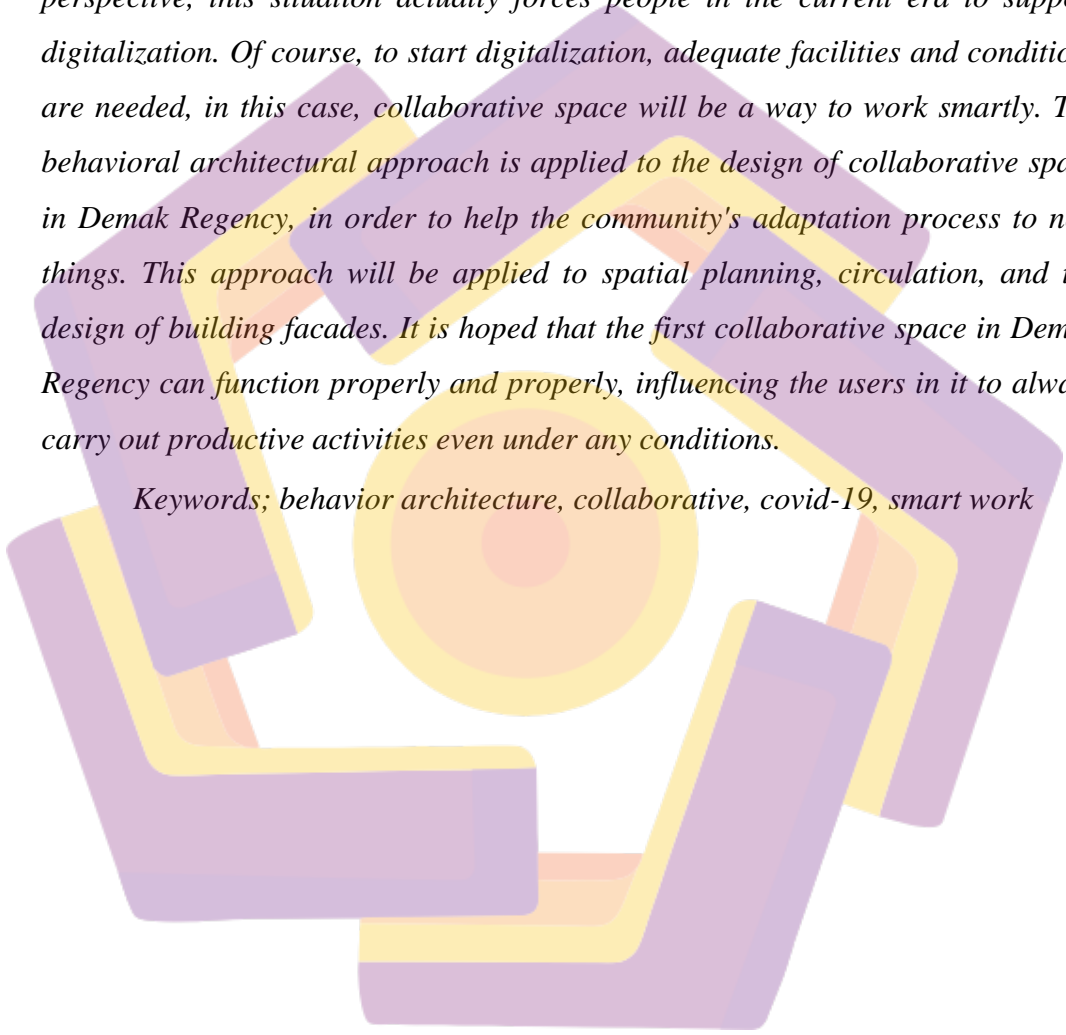 perspective, this situation actually forces people in the current era to
digitalization. Of course, to start digitalization, adequate facilities and
are needed, in this case, collaborative space will be a way to work smartly.
behavioral architectural approach is applied to the design of collaborative
in Demak Regency, in order to help the community's adaptation process to
things. This approach will be applied to spatial planning, circulation, and
design of building facades. It is hoped that the first collaborative space in
Regency can function properly and properly, influencing the users in it to
carry out productive activities even under any conditions.
Keywords; behavior architecture, collaborative, covid-19, smart work